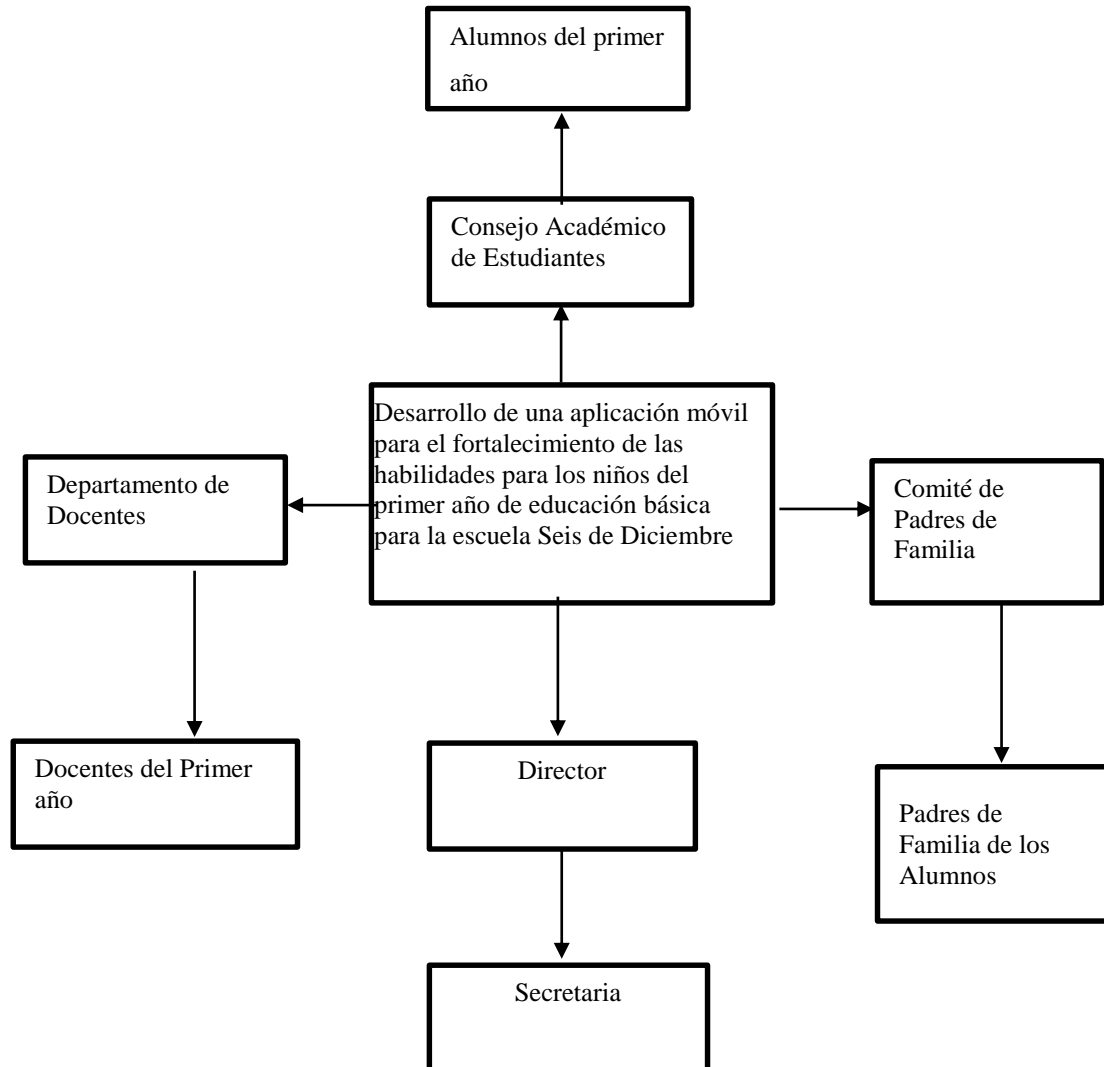 Alumnos del primer
año
Consejo Académico
de Estudiantes
Desarrollo de una aplicación móvil
para el fortalecimiento de las
habilidades para los niños del
primer año de educación básica
para la escuela Seis de Diciembre
Departamento de
Docentes
Comité de
Padres de
Familia
Docentes del Primer
año
Director
Padres de
Familia de los
Alumnos
Secretaria